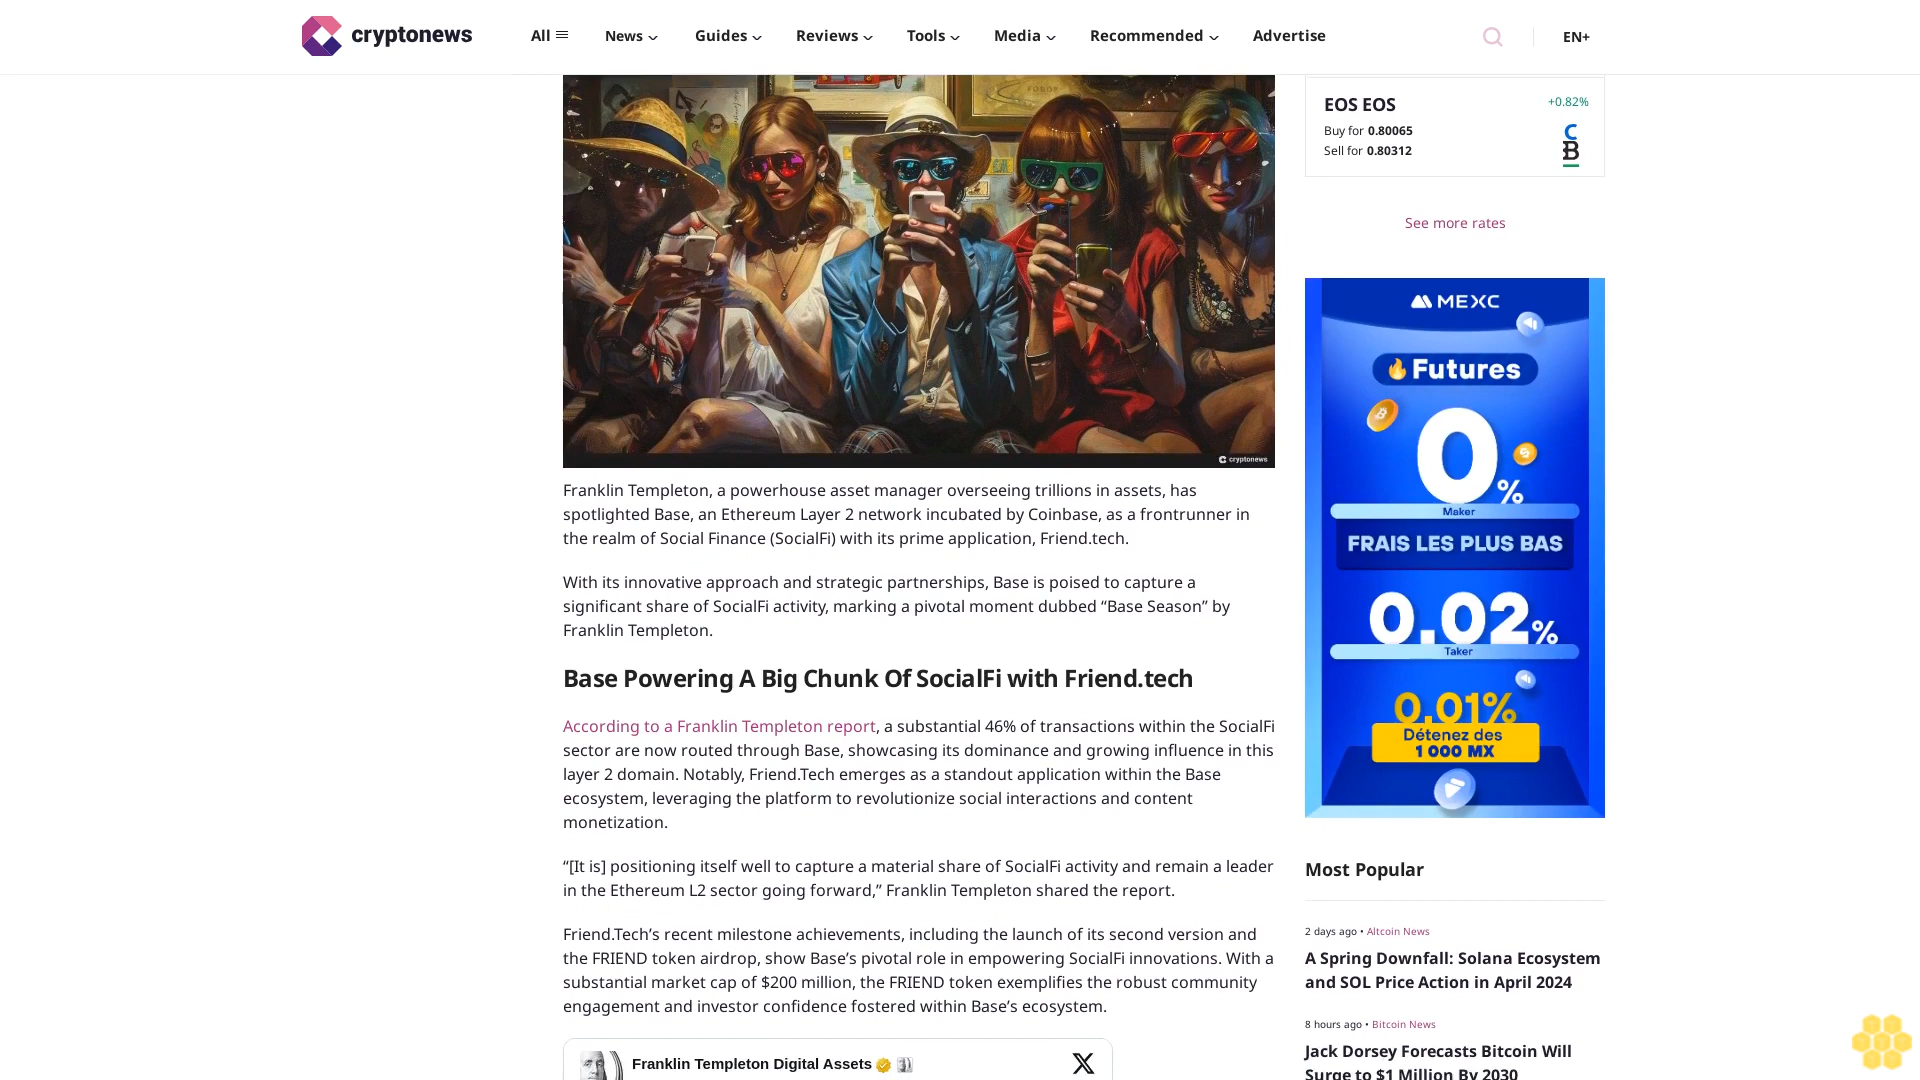 cryptonews
All
News
Guides
Reviews
Tools
Media
Recommended
Advertise
EN+
cryptonews
Franklin Templeton, a powerhouse asset manager overseeing trillions in assets, has
spotlighted Base, an Ethereum Layer 2 network incubated by Coinbase, as a frontrunner in
the realm of Social Finance (SocialFi) with its prime application, Friend.tech.
With its innovative approach and strategic partnerships, Base is poised to capture a
significant share of SocialFi activity, marking a pivotal moment dubbed “Base Season” by
Franklin Templeton.
Base Powering A Big Chunk Of SocialFi with Friend.tech
According to a Franklin Templeton report, a substantial 46% of transactions within the SocialFi
sector are now routed through Base, showcasing its dominance and growing influence in this
layer 2 domain. Notably, Friend.Tech emerges as a standout application within the Base
ecosystem, leveraging the platform to revolutionize social interactions and content
monetization.
“[It is] positioning itself well to capture a material share of SocialFi activity and remain a leader
in the Ethereum L2 sector going forward,” Franklin Templeton shared the report.
Friend.Tech’s recent milestone achievements, including the launch of its second version and
the FRIEND token airdrop, show Base’s pivotal role in empowering SocialFi innovations. With a
substantial market cap of $200 million, the FRIEND token exemplifies the robust community
engagement and investor confidence fostered within Base’s ecosystem.
Franklin Templeton Digital Assets
EOS EOS
+0.82%
Buy for 0.80065
Sell for 0.80312
See more rates
MEXC
Futures
0%
Maker
FRAIS LES PLUS BAS
0.02%
Taker
0.01%
Détenez des
1 000 MX
Most Popular
2 days ago • Altcoin News
A Spring Downfall: Solana Ecosystem
and SOL Price Action in April 2024
8 hours ago • Bitcoin News
Jack Dorsey Forecasts Bitcoin Will
Surge to $1 Million By 2030